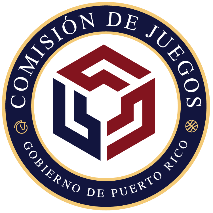 COMISIÓN DE JUEGOS
GOBIERNO DE PUERTO RICO